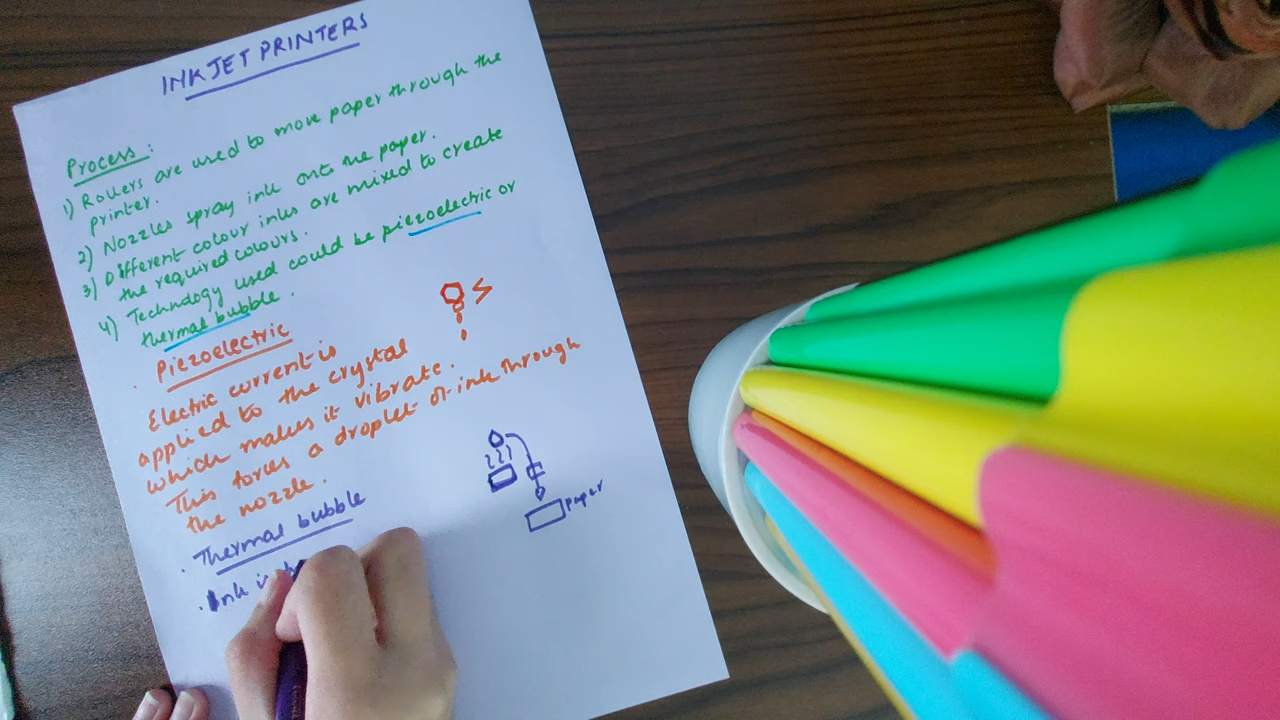 INKJET PRINTERS
Process:
1) Rollers are used to move paper through the
printer.
2) Nozzles spray ink onto the paper.
3) Different colour inks are mixed to create
the required colours.
4) Technology used could be piezoelectric or
thermal bubble.
. Piezoelectric
Electric current is
applied to the crystal
which makes it vibrate.
This forces a droplet of ink through
the nozzle.
. Thermal bubble
paper
. Ink is